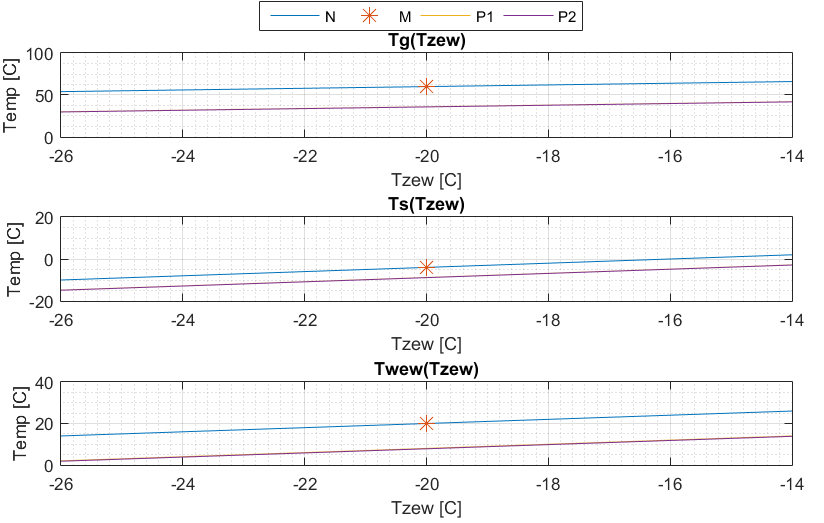 N M P1 P2
Tg(Tzew)
Temp [C]
100
50
0
-26 -24 -22 -20 -18 -16 -14
Tzew [C]
Ts(Tzew)
Temp [C]
20
0
-20
-26 -24 -22 -20 -18 -16 -14
Tzew [C]
Twew(Tzew)
Temp [C]
40
20
0
-26 -24 -22 -20 -18 -16 -14
Tzew [C]